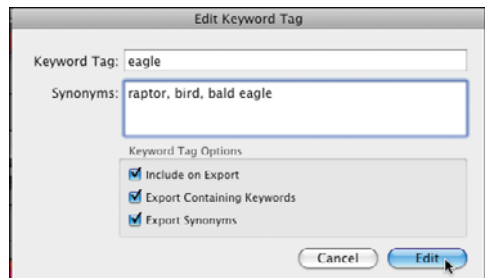 Edit Keyword Tag
Keyword Tag: eagle
Synonyms: raptor, bird, bald eagle
Keyword Tag Options
Include on Export
Export Containing Keywords
Export Synonyms
Cancel Edit